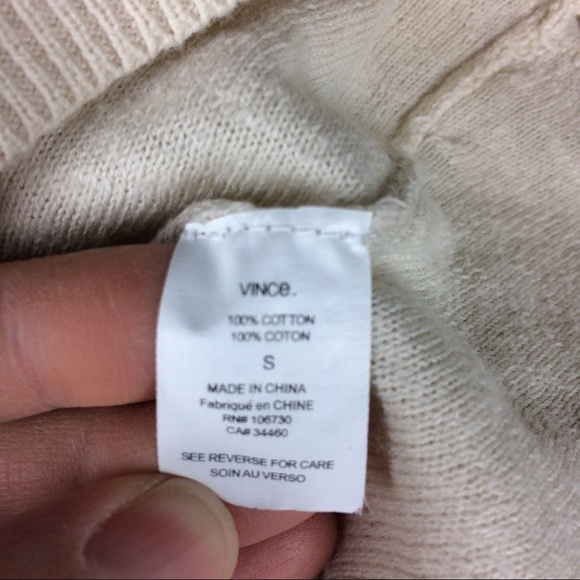 VINCe.
100% COTTON
100% COTON
S
MADE IN CHINA
Fabriqué en CHINE
RN# 106730
CA# 34460
SEE REVERSE FOR CARE
SOIN AU VERSO